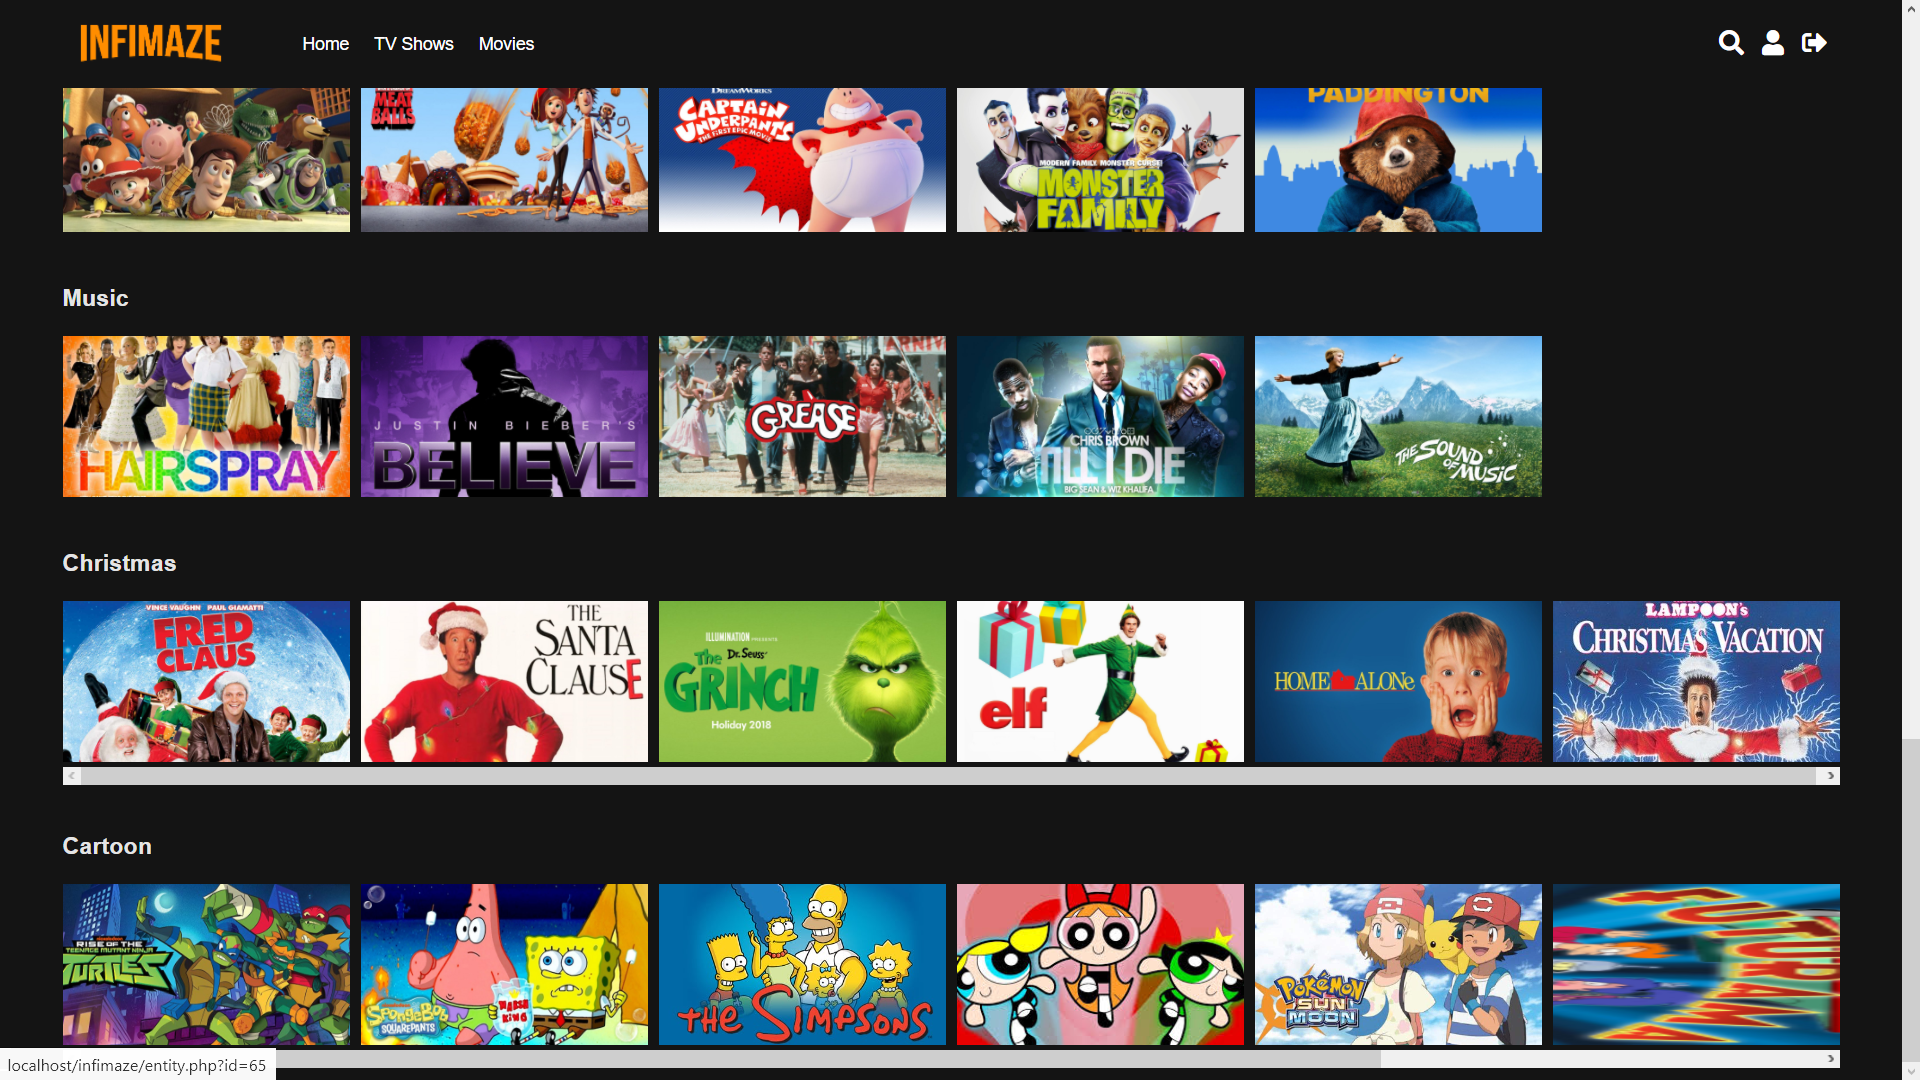 INFIMAZE
Home
TV Shows
Movies
MEAT
BALLS
DREAMWORKS
CAPTAIN
UNDERPANTS
THE FIRST EPIC MOVIE
MODERN FAMILY. MONSTER CURSE!
MONSTER
FAMILY
PADDINGTON
Music
HAIRSPRAY
JUSTIN BIEBER'S
BELIEVE
GREASE
CHRIS BROWN
TILL I DIE
BIG SEAN & WIZ KHALIFA
THE SOUND
OF MUSIC
Christmas
VINCE VAUGHN PAUL GIAMATTI
FRED
CLAUS
THE
SANTA
CLAUSE
ILLUMINATION PRESENTS
Dr. Seuss'
The
GRINCH
Holiday 2018
elf
HOME ALONe
LAMPOON's
CHRISTMAS VACATION
Cartoon
nickelodeon
RISE OF THE
TEENAGE MUTANT NINJA
TURTLES
SpongeBob
SQUAREPANTS
MARSH
KING
THE SIMPSONS
POKéMON
SUN
MOON
localhost/infimaze/entity.php?id=65